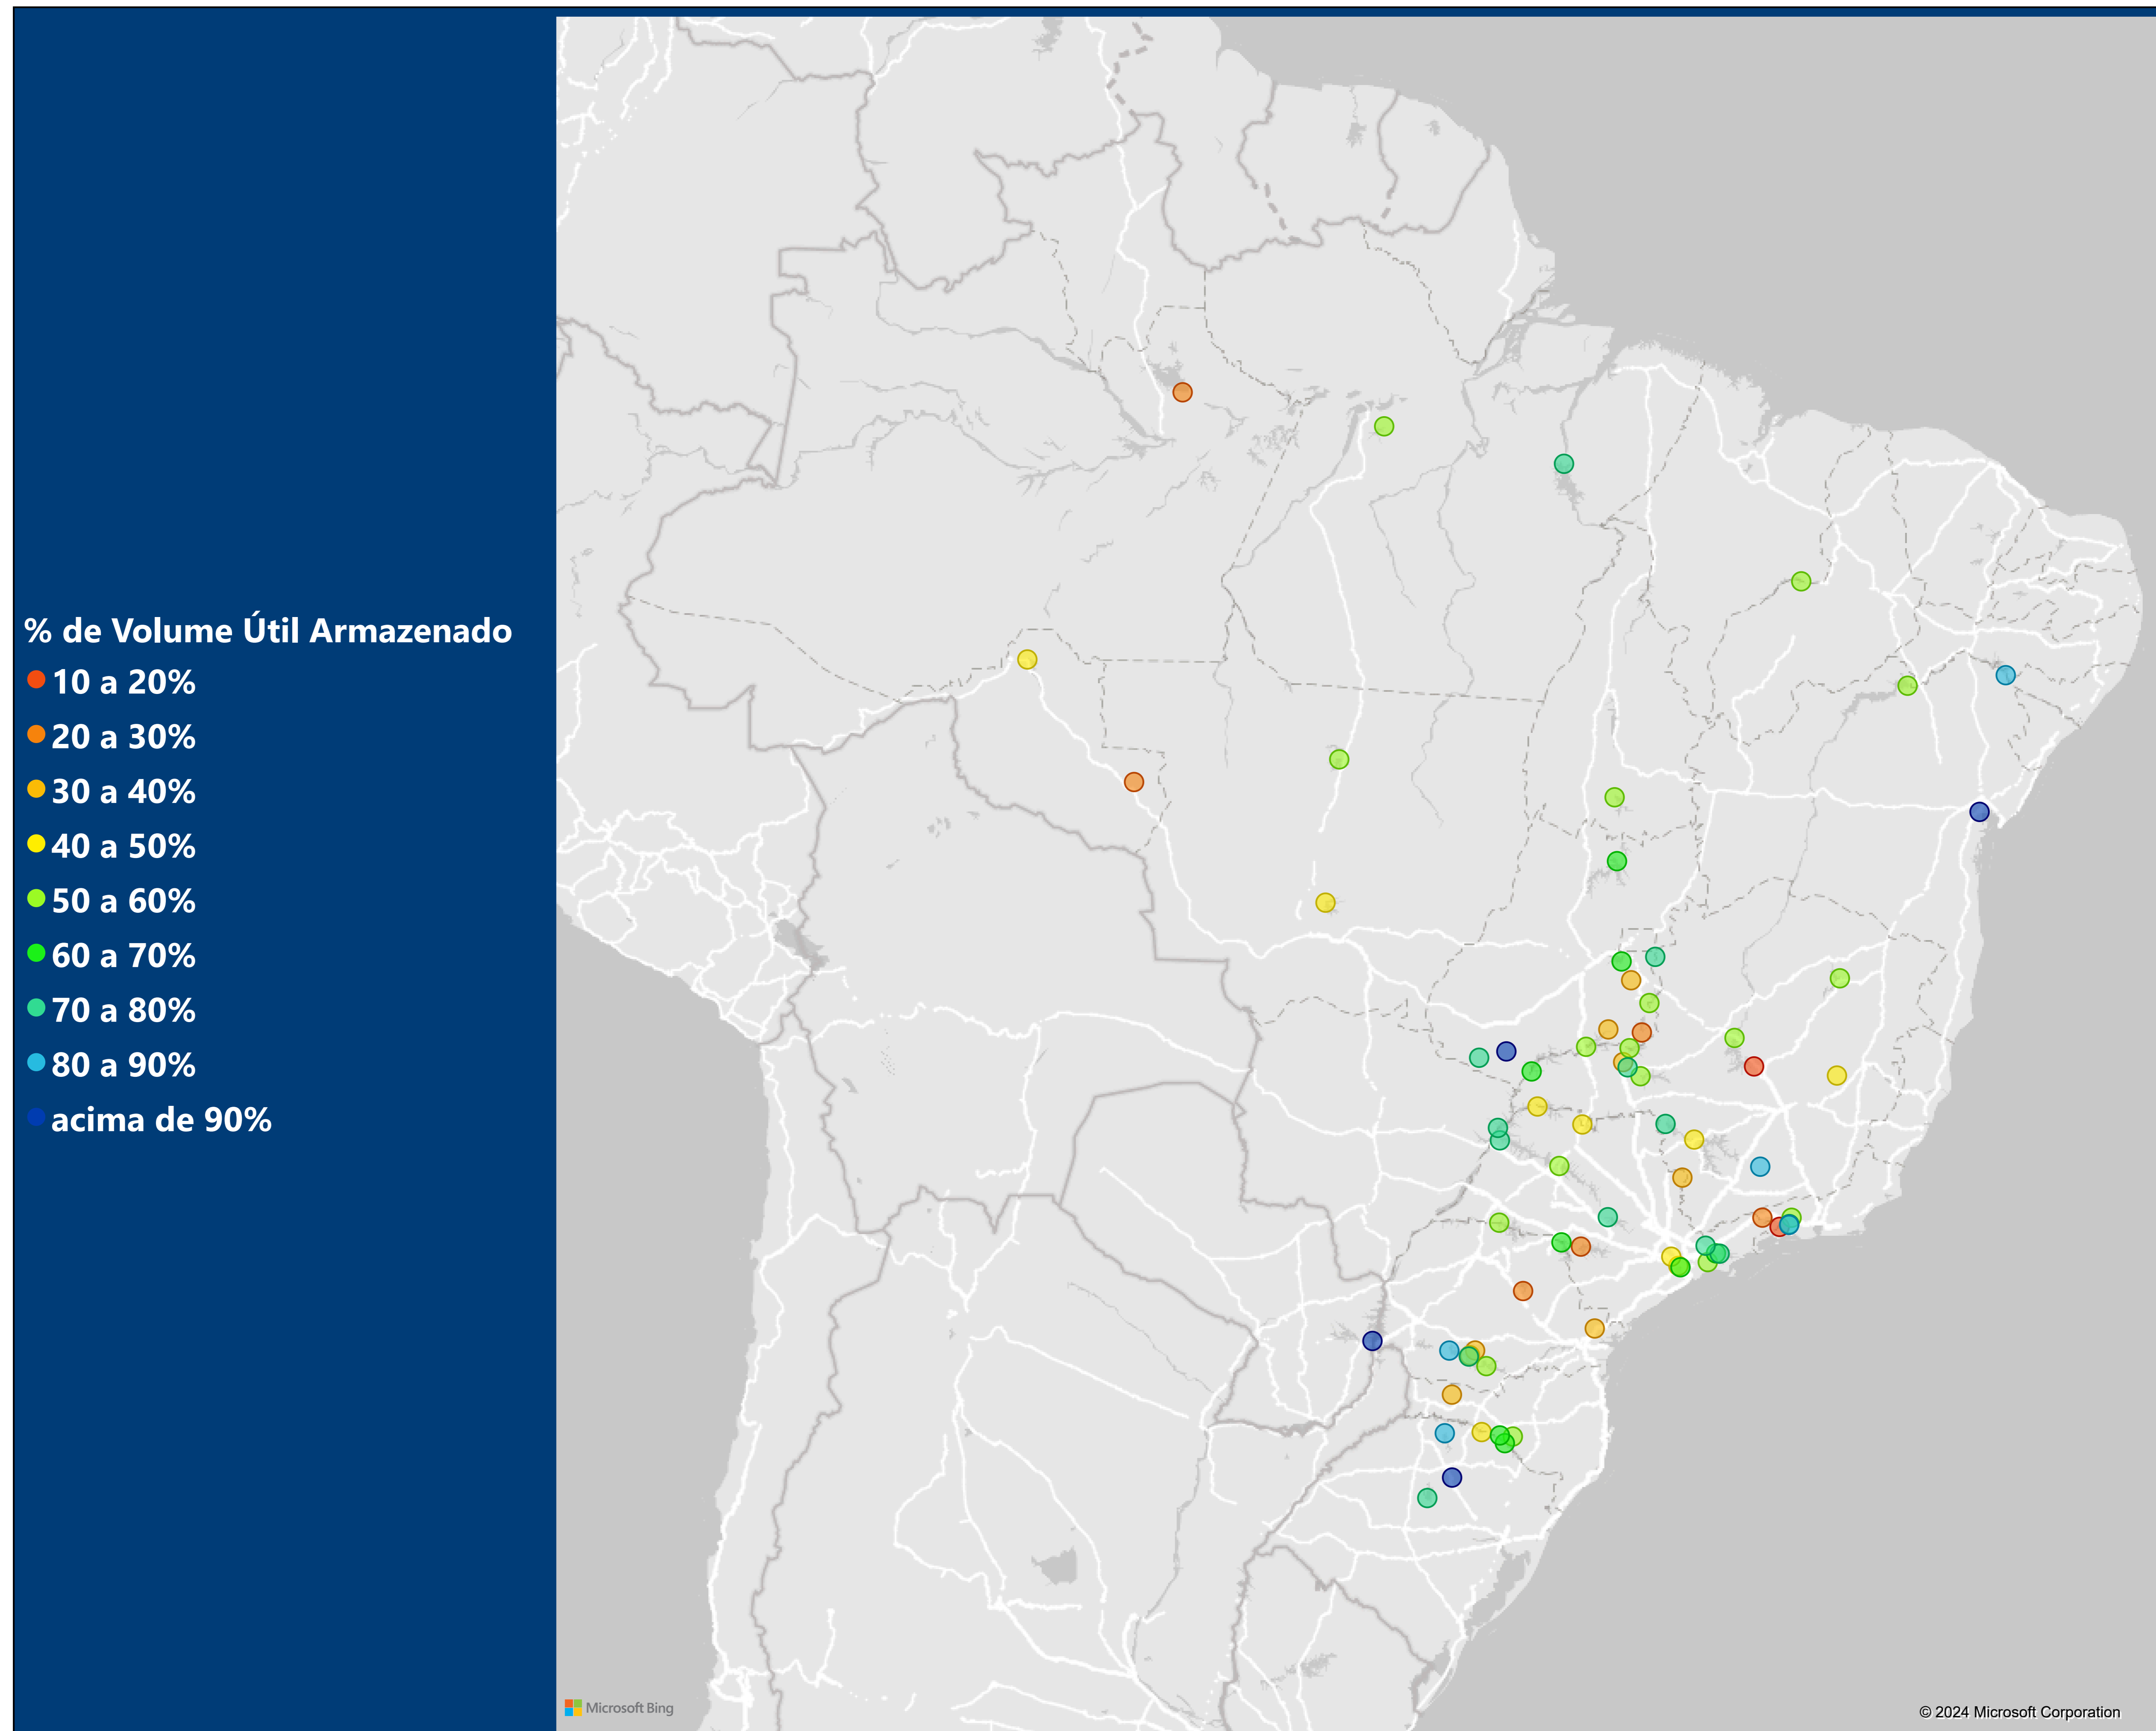 % de Volume Útil Armazenado
10 a 20%
20 a 30%
30 a 40%
40 a 50%
50 a 60%
60 a 70%
70 a 80%
80 a 90%
acima de 90%
Microsoft Bing
© 2024 Microsoft Corporation